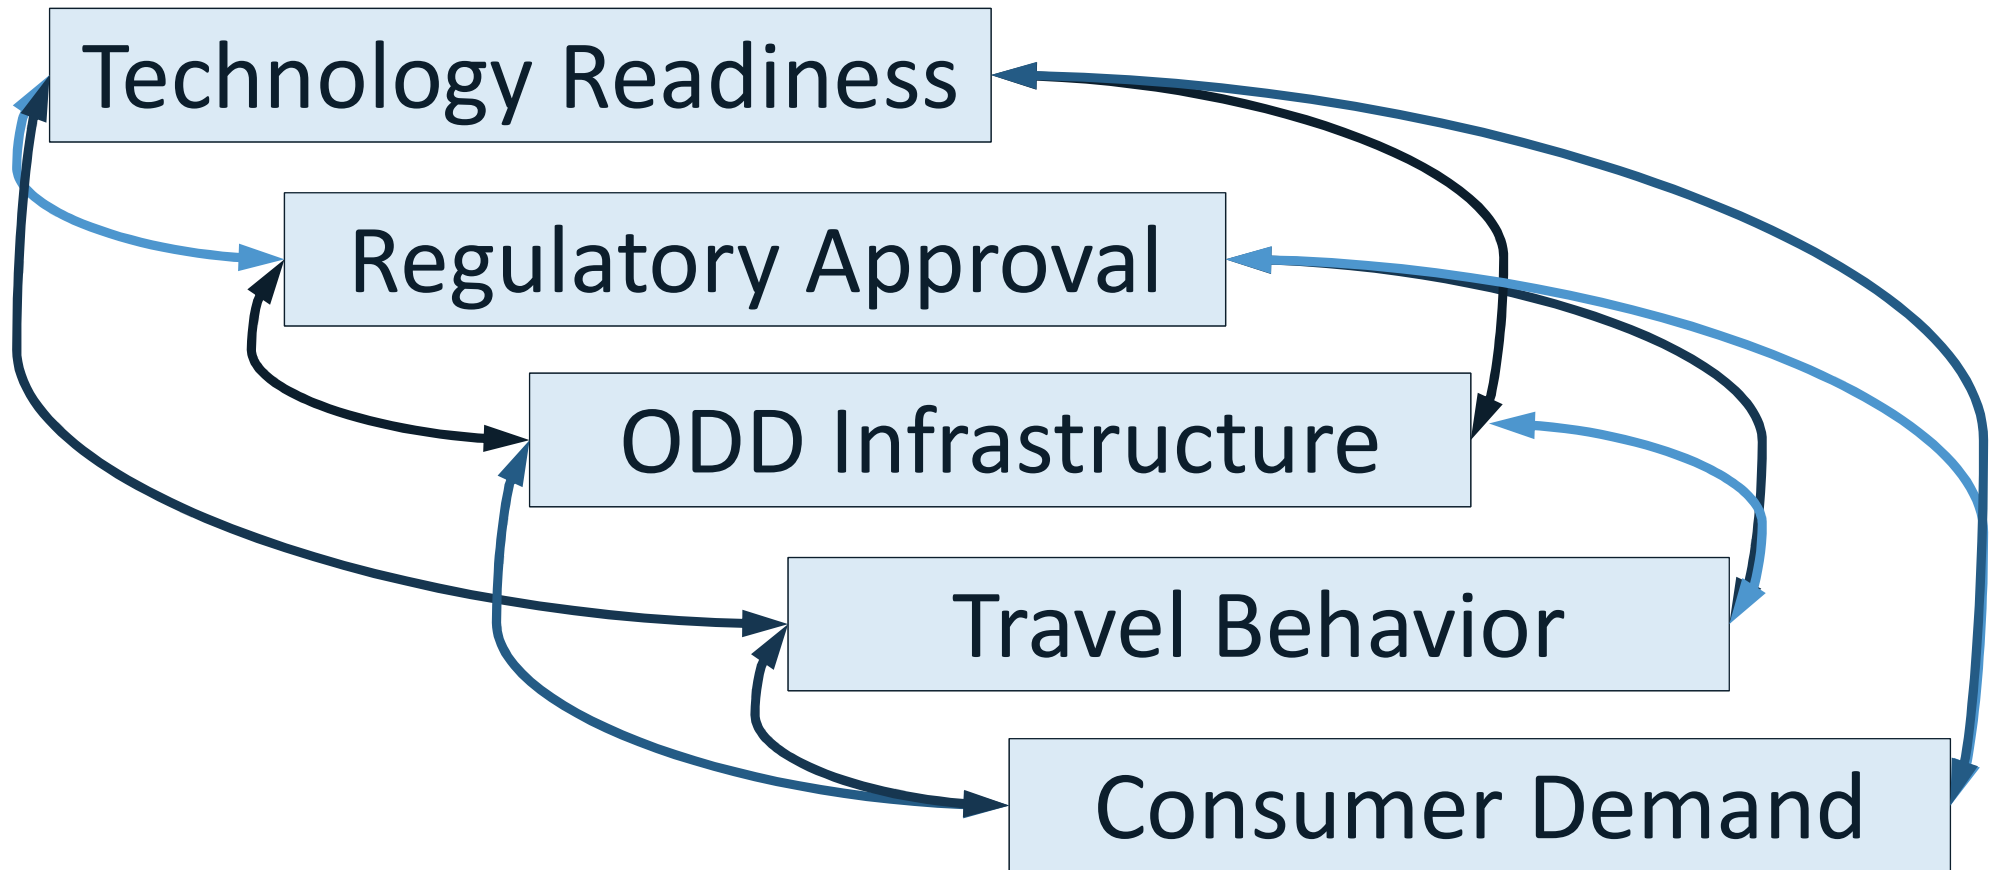 Technology Readiness
Regulatory Approval
ODD Infrastructure
Travel Behavior
Consumer Demand